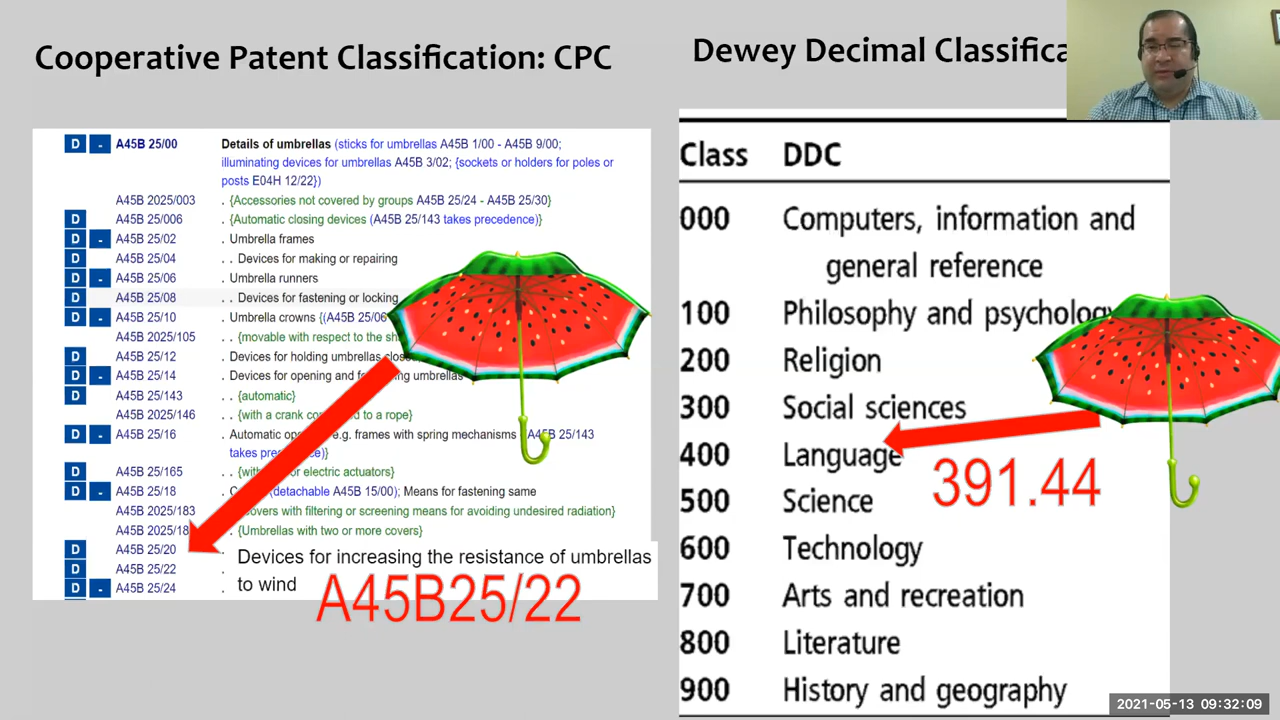 Cooperative Patent Classification: CPC
D - A45B 25/00 Details of umbrellas (sticks for umbrellas A45B 1/00 - A45B 9/00;
illuminating devices for umbrellas A45B 3/02; {sockets or holders for poles or
posts E04H 12/22})
A45B 2025/003 . {Accessories not covered by groups A45B 25/24 - A45B 25/30}
D A45B 25/006 . {Automatic closing devices (A45B 25/143 takes precedence)}
D - A45B 25/02 . Umbrella frames
D A45B 25/04 . . Devices for making or repairing
D - A45B 25/06 . Umbrella runners
D A45B 25/08 . . Devices for fastening or locking
D - A45B 25/10 . Umbrella crowns {(A45B 25/06
A45B 2025/105 . . {movable with respect to the
D A45B 25/12 . Devices for holding umbrellas
D - A45B 25/14 . Devices for opening and umbrellas
D A45B 25/143 . . {automatic}
A45B 2025/146 . . {with a crank to a rope}
D - A45B 25/16 . Automatic e.g. frames with spring mechanisms A45B 25/143
takes
D A45B 25/165 . . or electric actuators}
D - A45B 25/18 . (detachable A45B 15/00); Means for fastening same
A45B 2025/183 . with filtering or screening means for avoiding undesired radiation}
. {Umbrellas with two or more covers}
D A45B 25/20 .
D A45B 25/22 .
D - A45B 25/24 .
Devices for increasing the resistance of umbrellas
to wind
A45B25/22
Dewey Decimal
Class DDC
000 Computers, information and
general reference
100 Philosophy and psychology
200 Religion
300 Social sciences
400 Language
500 Science
600 Technology
700 Arts and recreation
800 Literature
900 History and geography
391.44
2021-05-13 09:32:09